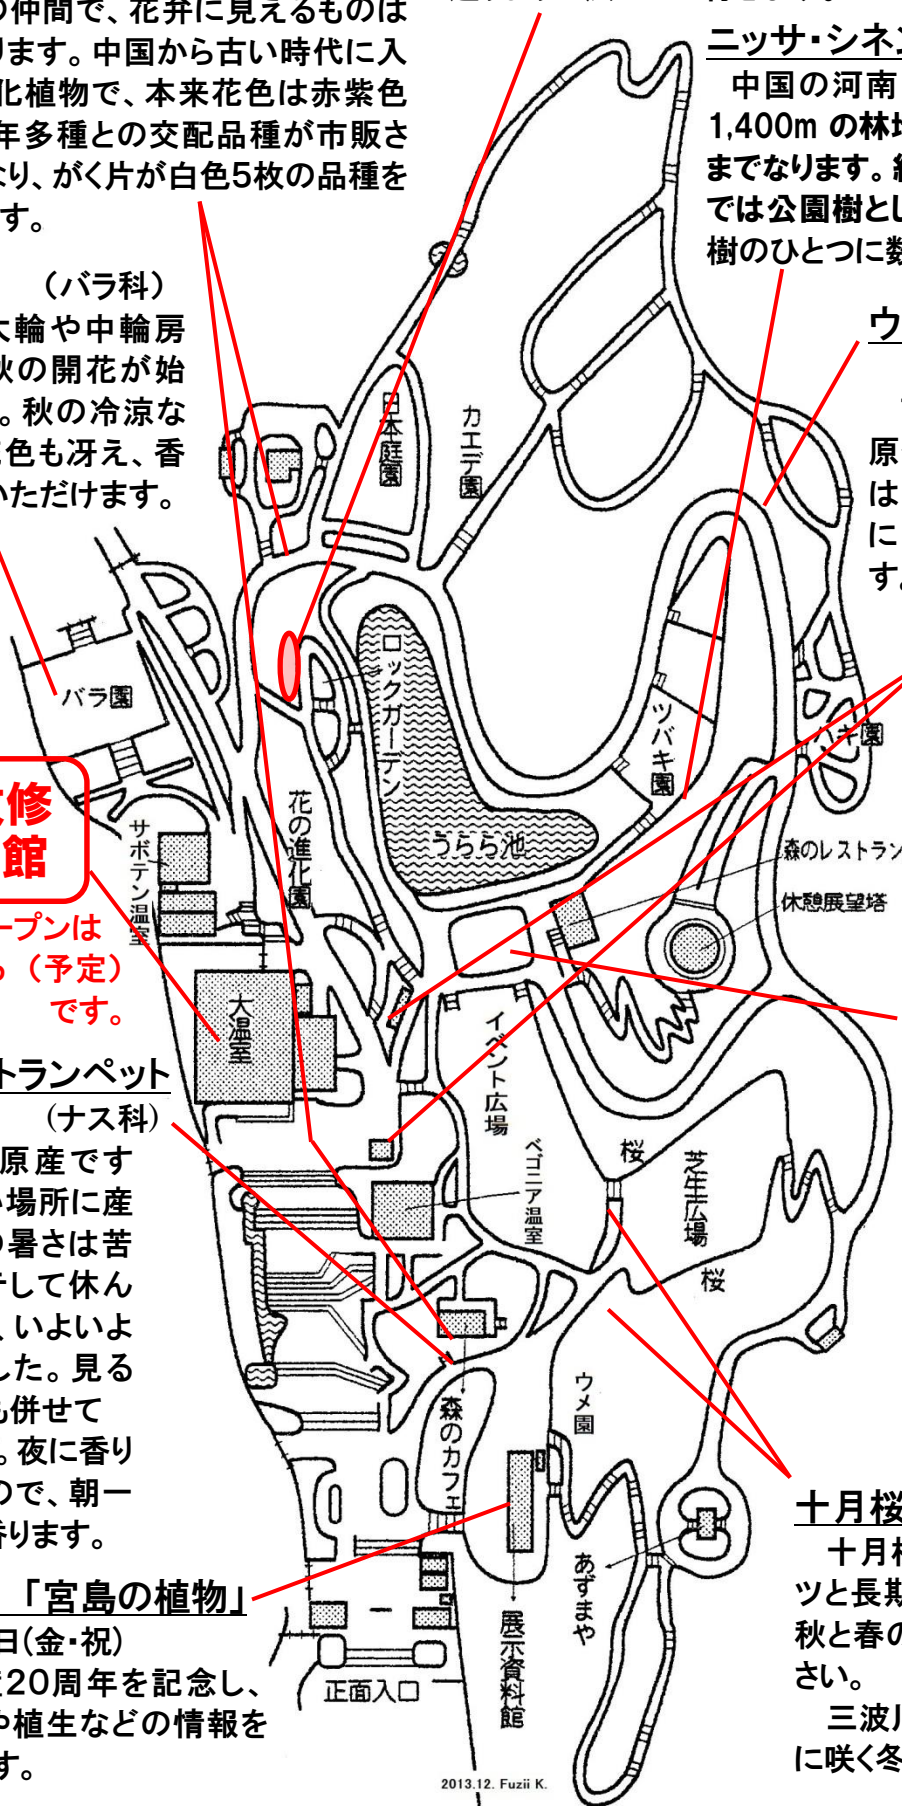 の仲間で、花弁に見えるものは
ります。中国から古い時代に入
化植物で、本来花色は赤紫色
年多種との交配品種が市販さ
なり、がく片が白色5枚の品種を
す。
ニッサ・シネン
中国の河南
1,400m の林
までなります。
では公園樹とし
樹のひとつに数
（バラ科）
大輪や中輪房
秋の開花が始
。秋の冷涼な
色も冴え、香
いただけます。
ウ
原
は
に
す。
日本庭園
カエデ園
バラ園
ロックガーデン
ツバキ園
ハギ園
うらら池
花の進化園
サボテン温室
森のレストラン
休憩展望塔
修
館
ープンは
ら（予定）
です。
大温室
イベント広場
ベゴニア温室
桜
芝生広場
桜
トランペット
(ナス科)
原産です
い場所に産
の暑さは苦
テして休ん
、いよいよ
した。見る
も併せて
。夜に香り
ので、朝一
香ります。
ウメ園
森のカフェ
あずまや
展示資料館
正面入口
「宮島の植物」
日(金・祝)
20周年を記念し、
や植生などの情報を
す。
十月桜
十月桜
ツと長期
秋と春の
さい。
三波川
に咲く冬
2013.12. Fuzii K.